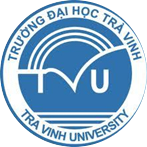 TRƯỜNG ĐẠI HỌC TRÀ VINH
TVU
TRA VINH UNIVERSITY